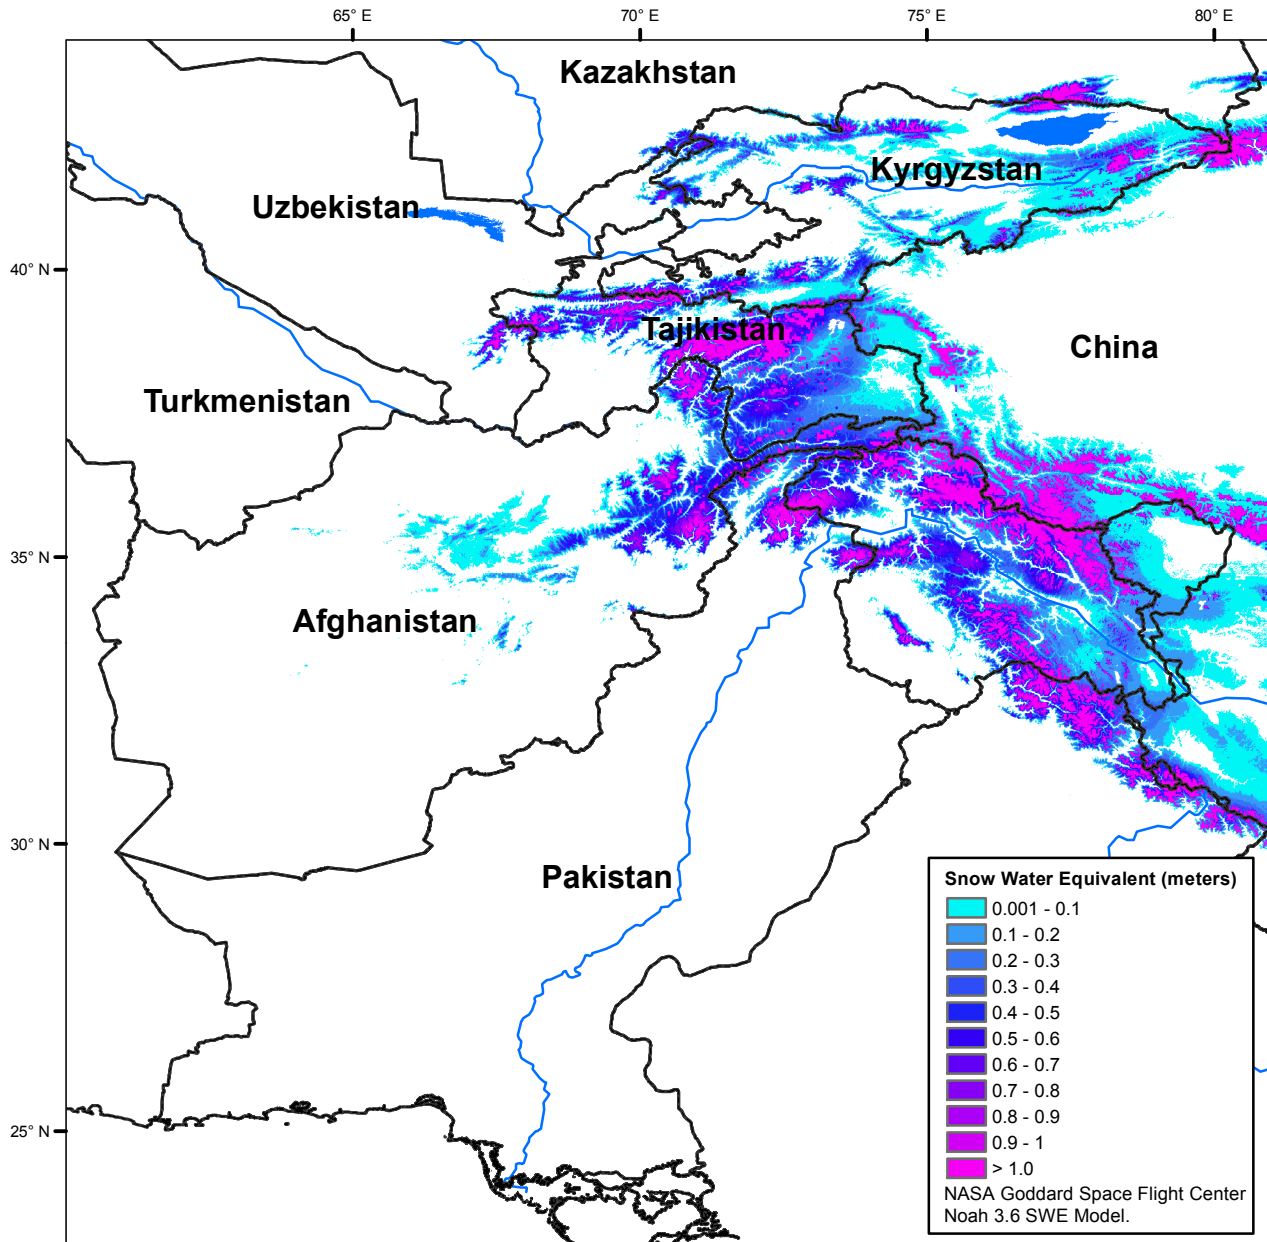 65° E
70° E
75° E
80° E
Kazakhstan
Kyrgyzstan
Uzbekistan
40° N
Tajikistan
China
Turkmenistan
35° N
Afghanistan
30° N
Pakistan
25° N
Snow Water Equivalent (meters)
0.001 - 0.1
0.1 - 0.2
0.2 - 0.3
0.3 - 0.4
0.4 - 0.5
0.5 - 0.6
0.6 - 0.7
0.7 - 0.8
0.8 - 0.9
0.9 - 1
> 1.0
NASA Goddard Space Flight Center
Noah 3.6 SWE Model.